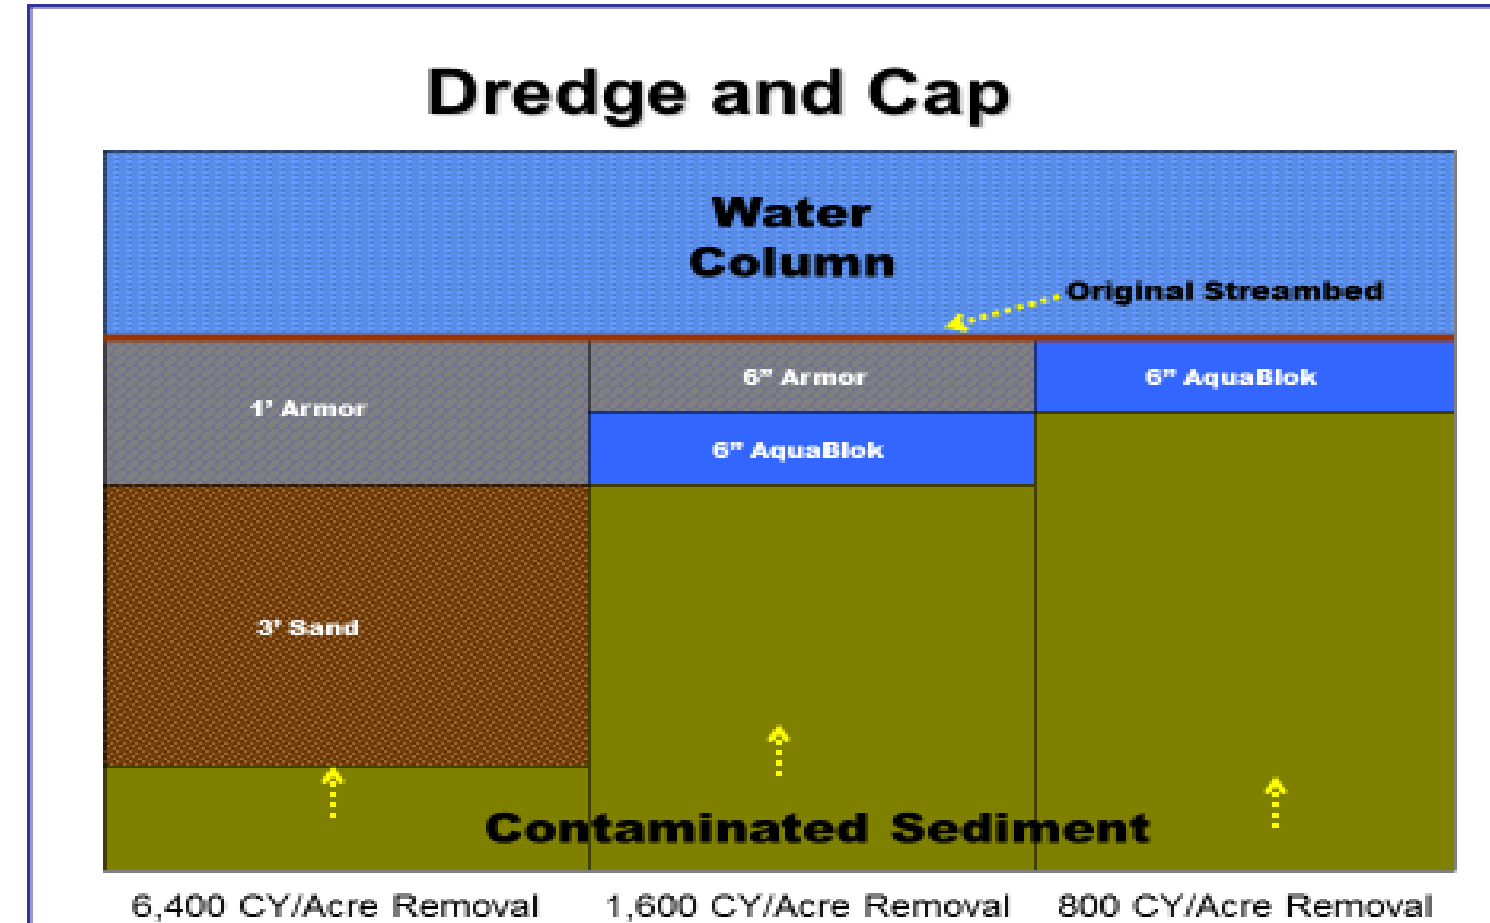 Dredge and Cap
Water
Column
Original Streambed
1’ Armor
6” Armor
6” AquaBlok
6” AquaBlok
3’ Sand
Contaminated Sediment
6,400 CY/Acre Removal
1,600 CY/Acre Removal
800 CY/Acre Removal